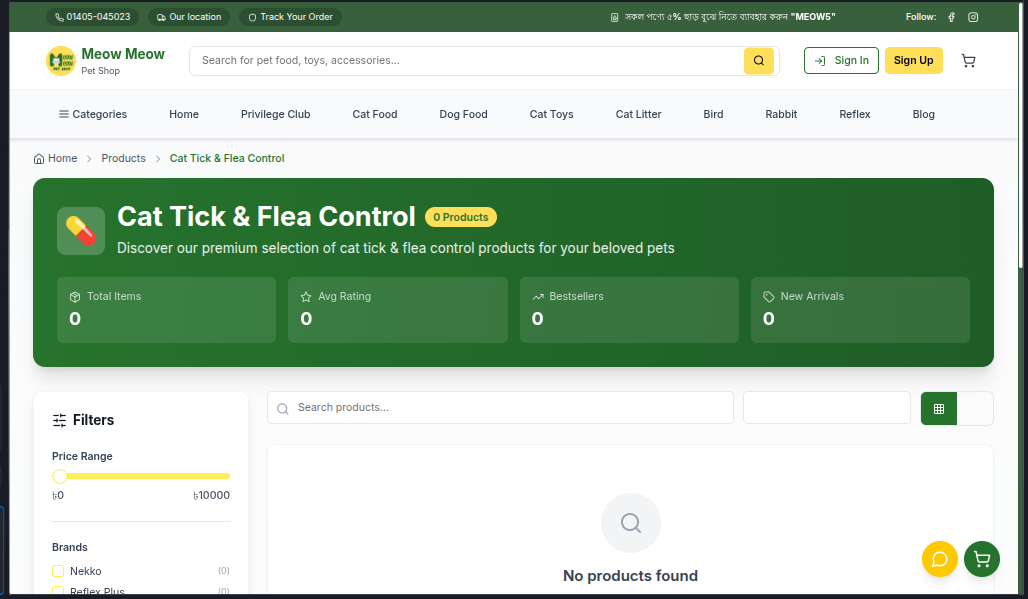 01405-045023 Our location Track Your Order সকল পণ্যে ৫% ছাড় বুঝে নিতে ব্যাবহার করুন "MEOW5" Follow:
Meow Meow
Pet Shop
Search for pet food, toys, accessories...
Sign In Sign Up
Categories Home Privilege Club Cat Food Dog Food Cat Toys Cat Litter Bird Rabbit Reflex Blog
Home > Products > Cat Tick & Flea Control
Cat Tick & Flea Control 0 Products
Discover our premium selection of cat tick & flea control products for your beloved pets
Total Items Avg Rating Bestsellers New Arrivals
0 0 0 0
Filters Search products...
Price Range
৳0 ৳10000
Brands
Nekko (0)
Reflex Plus (0)
No products found